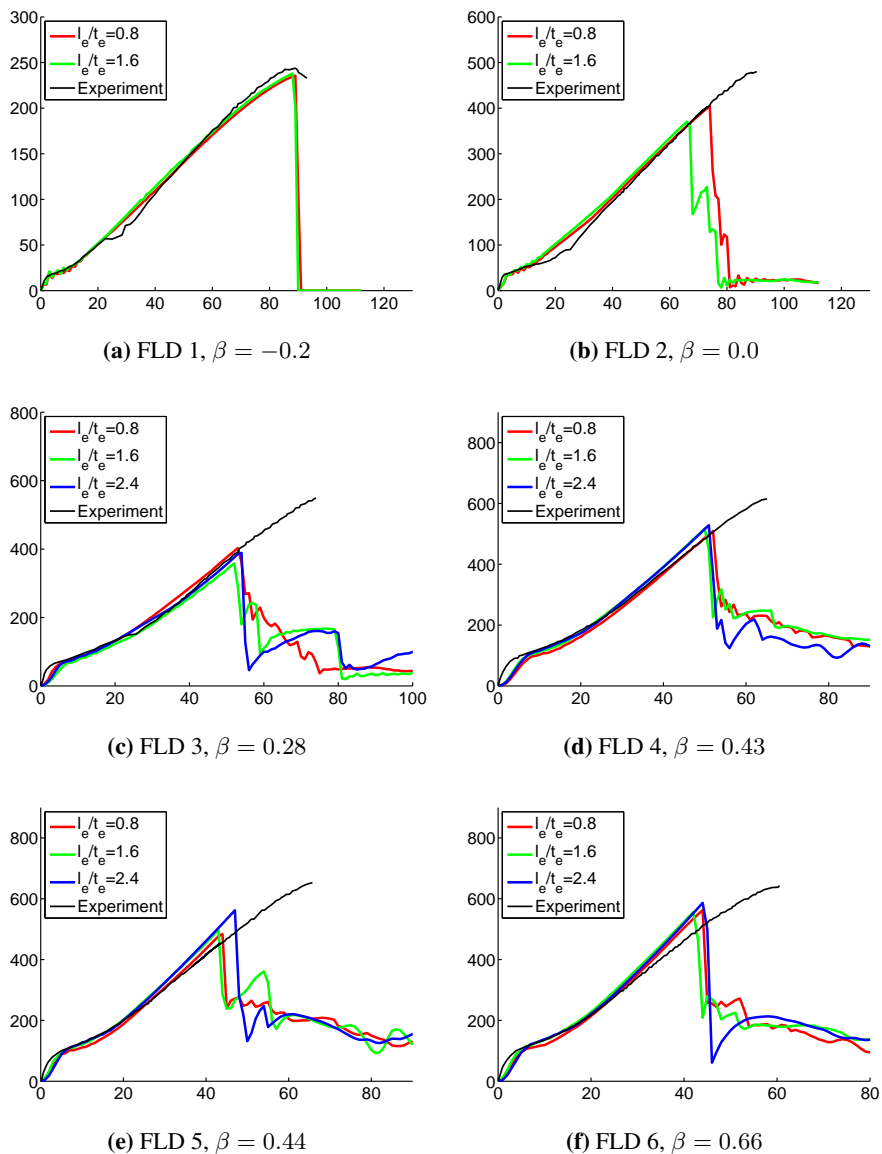 300
250
200
150
100
50
0
0 20 40 60 80 100 120
l_e/t_e=0.8
l_e/t_e=1.6
Experiment
(a) FLD 1, β = −0.2
600
500
400
300
200
100
0
0 20 40 60 80 100 120
l_e/t_e=0.8
l_e/t_e=1.6
Experiment
(b) FLD 2, β = 0.0
800
600
400
200
0
0 20 40 60 80 100
l_e/t_e=0.8
l_e/t_e=1.6
l_e/t_e=2.4
Experiment
(c) FLD 3, β = 0.28
800
600
400
200
0
0 20 40 60 80
l_e/t_e=0.8
l_e/t_e=1.6
l_e/t_e=2.4
Experiment
(d) FLD 4, β = 0.43
800
600
400
200
0
0 20 40 60 80
l_e/t_e=0.8
l_e/t_e=1.6
l_e/t_e=2.4
Experiment
(e) FLD 5, β = 0.44
800
600
400
200
0
0 20 40 60 80
l_e/t_e=0.8
l_e/t_e=1.6
l_e/t_e=2.4
Experiment
(f) FLD 6, β = 0.66